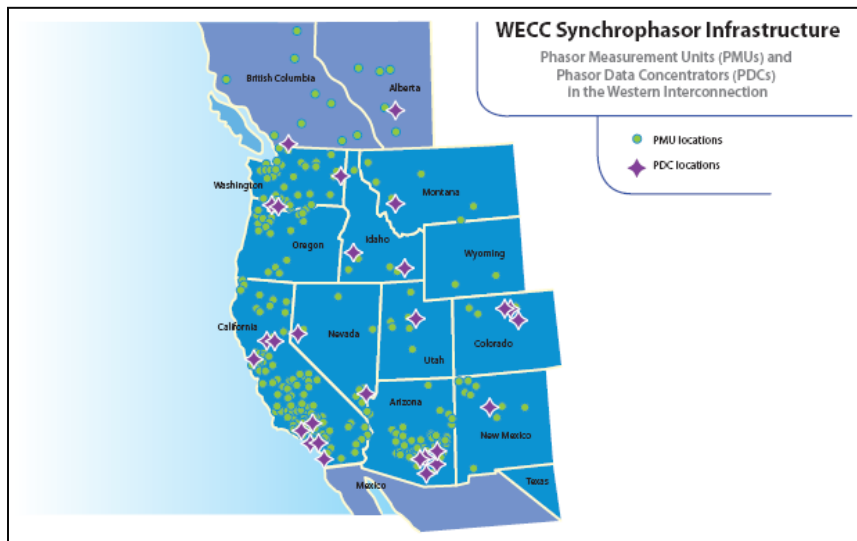 WECC Synchrophasor Infrastructure
Phasor Measurement Units (PMUs) and
Phasor Data Concentrators (PDCs)
in the Western Interconnection
PMU locations
PDC locations
British Columbia
Alberta
Washington
Montana
Oregon
Idaho
Wyoming
California
Nevada
Utah
Colorado
Arizona
New Mexico
Mexico
Texas